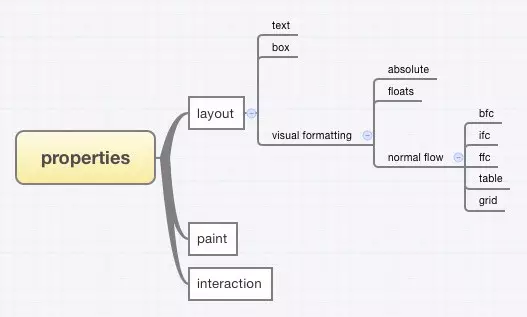 properties
layout
text
box
visual formatting
absolute
floats
normal flow
bfc
ifc
ffc
table
grid
paint
interaction